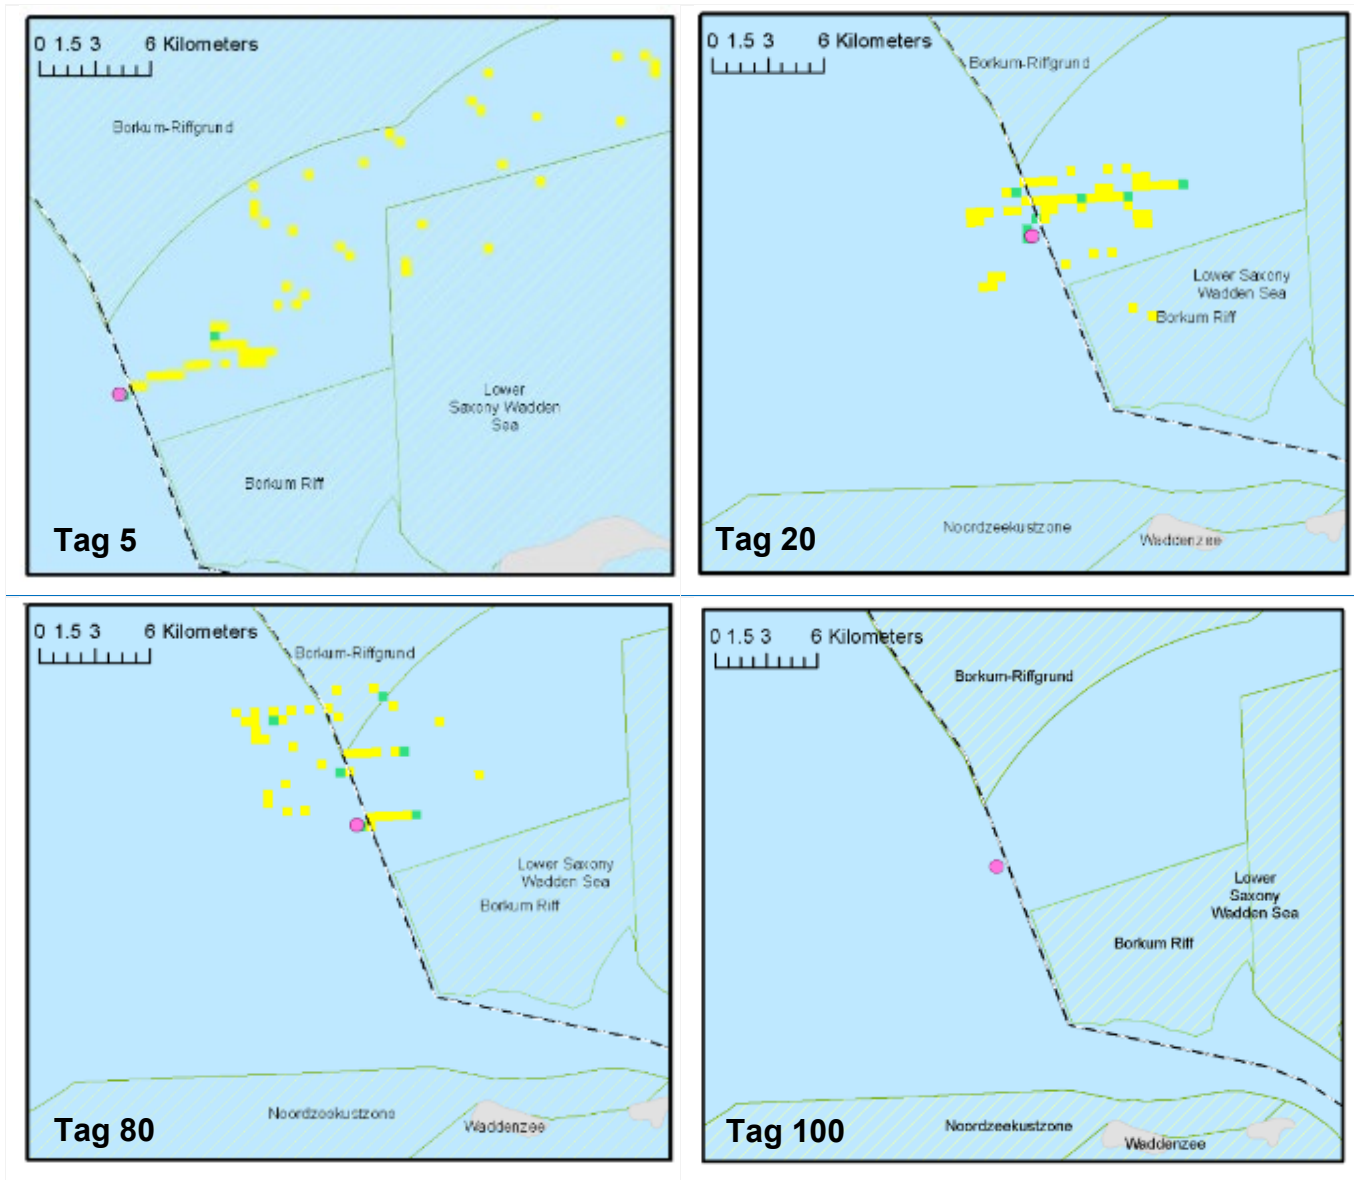 0 1.5 3 6 Kilometers
Borkum-Riffgrund
Lower
Saxony Wadden
Sea
Borkum Riff
Tag 5
0 1.5 3 6 Kilometers
Borkum-Riffgrund
Lower Saxony
Wadden Sea
Borkum Riff
Noordzeekustzone
Waddenzee
Tag 20
0 1.5 3 6 Kilometers
Borkum-Riffgrund
Lower Saxony
Wadden Sea
Borkum Riff
Noordzeekustzone
Waddenzee
Tag 80
0 1.5 3 6 Kilometers
Borkum-Riffgrund
Lower
Saxony
Wadden Sea
Borkum Riff
Noordzeekustzone
Waddenzee
Tag 100